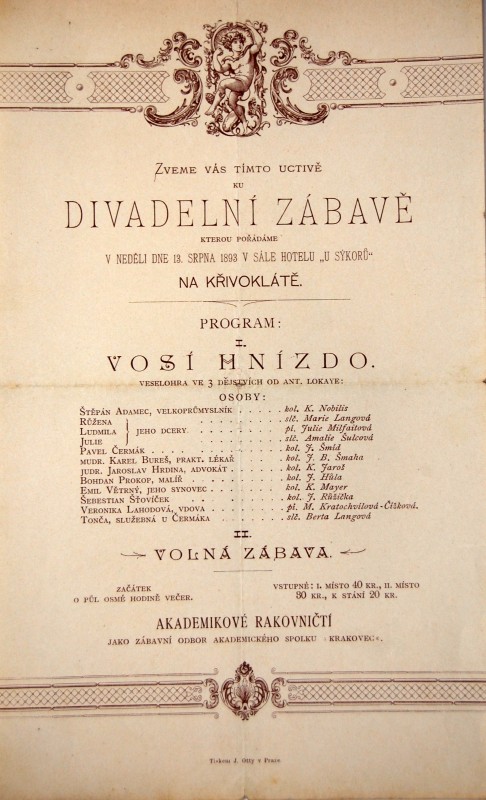 Zveme vás tímto uctivě
ku
DIVADELNÍ ZÁBAVĚ
kterou pořádáme
v neděli dne 13. srpna 1893 v sále hotelu „u Sýkorů“
NA KŘIVOKLÁTĚ.
PROGRAM:
I.
VOSÍ HNÍZDO.
Veselohra ve 3 dějstvích od Ant. Lokaye:
OSOBY:
Štěpán Adamec, velkoprůmyslník . . . . . kol. K. Nobilis
Růžena . . . . . slč. Marie Langová
Ludmila } jeho dcery . . . . . pí. Julie Milfaitová
Julie . . . . . slč. Amalie Šulcová
Pavel Čermák . . . . . kol. J. Šmíd
MUDr. Karel Bureš, prakt. lékař . . . . . kol. J. B. Šmaha
JUDr. Jaroslav Hrdina, advokát . . . . . kol. K. Jaroš
Bohdan Prokop, malíř . . . . . kol. J. Hůla
Emil Větrný, jeho synovec . . . . . kol. K. Mayer
Šebestian Šťovíček . . . . . kol. J. Růžička
Veronika Lahodová, vdova . . . . . pí. M. Kratochvílová-Čížková.
Tonča, služebná u Čermáka . . . . . slč. Berta Langová
II.
VOLNÁ ZÁBAVA.
Začátek
o půl osmé hodině večer.
Vstupné: I. místo 40 kr., II. místo
30 kr., k stání 20 kr.
AKADEMIKOVÉ RAKOVNIČTÍ
jako zábavní odbor akademického spolku »Krakovec«.
Tiskem J. Otty v Praze